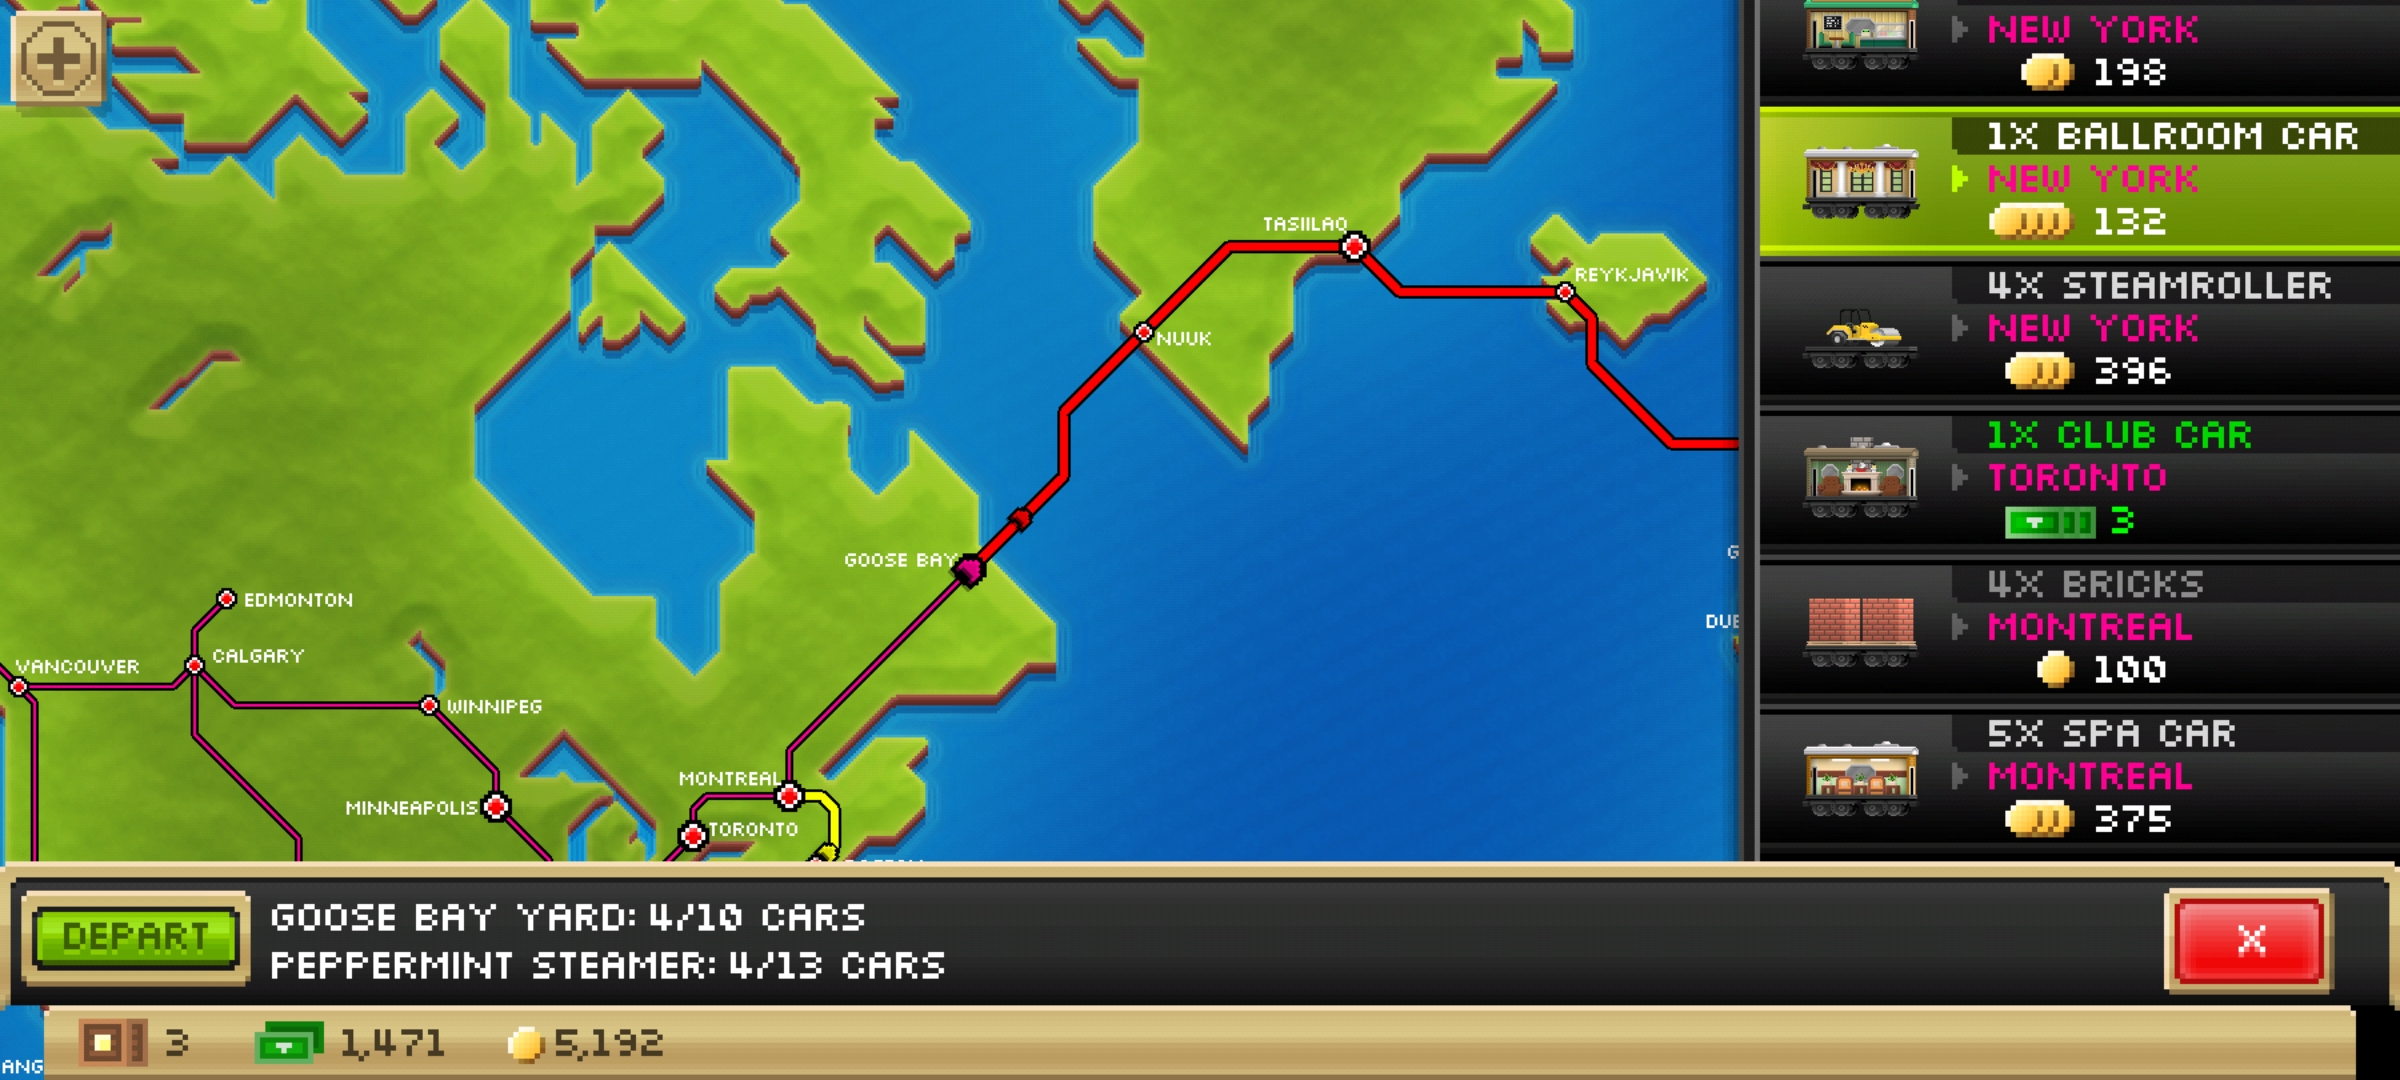 NEW YORK
198
1X BALLROOM CAR
NEW YORK
132
4X STEAMROLLER
NEW YORK
396
1X CLUB CAR
TORONTO
3
4X BRICKS
MONTREAL
100
5X SPA CAR
MONTREAL
375
TASIILAQ
REYKJAVIK
NUUK
GOOSE BAY
EDMONTON
CALGARY
VANCOUVER
WINNIPEG
MONTREAL
MINNEAPOLIS
TORONTO
G
DUB
DEPART
GOOSE BAY YARD: 4/10 CARS
PEPPERMINT STEAMER: 4/13 CARS
X
3
1,471
5,192
ANG